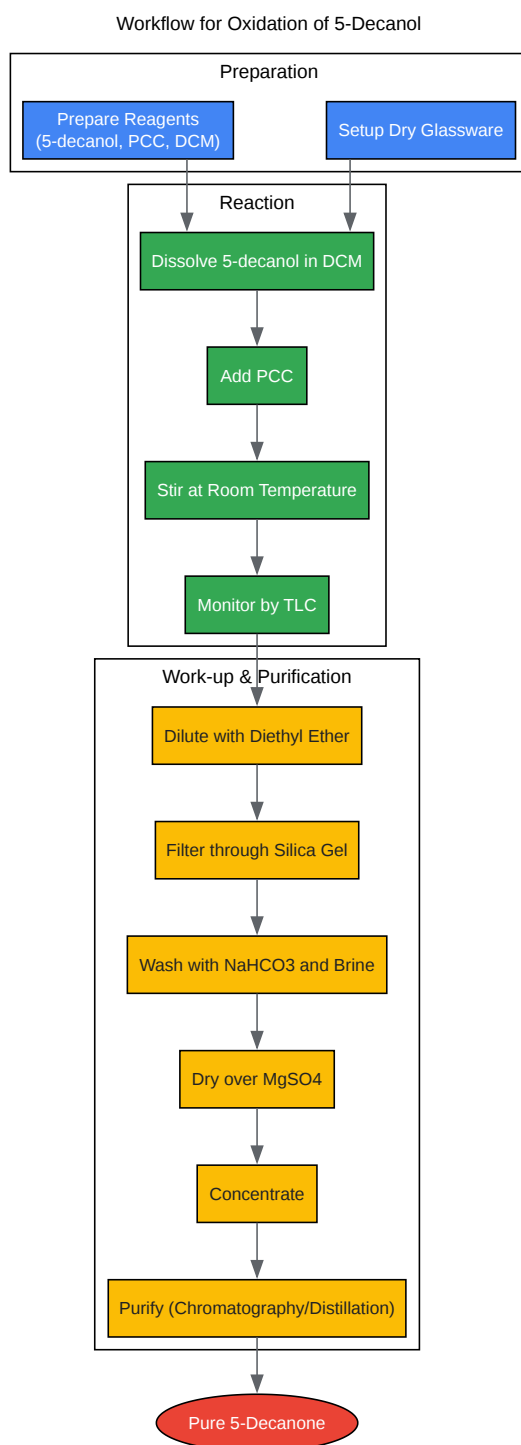 Workflow for Oxidation of 5-Decanol
Preparation
Prepare Reagents
(5-decanol, PCC, DCM)
Setup Dry Glassware
Reaction
Dissolve 5-decanol in DCM
Add PCC
Stir at Room Temperature
Monitor by TLC
Work-up & Purification
Dilute with Diethyl Ether
Filter through Silica Gel
Wash with NaHCO3 and Brine
Dry over MgSO4
Concentrate
Purify (Chromatography/Distillation)
Pure 5-Decanone